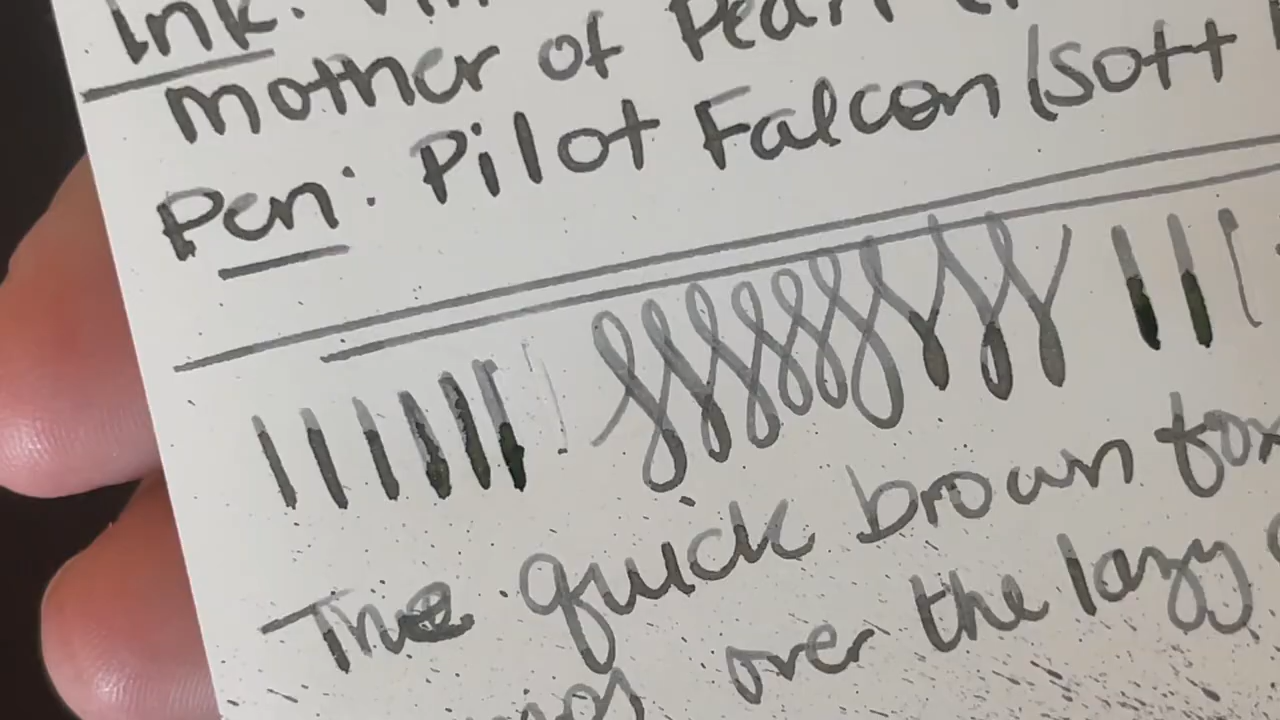 Ink:
mother of Pearl
Pen: Pilot Falcon (Soft
The quick brown fox
over the lazy